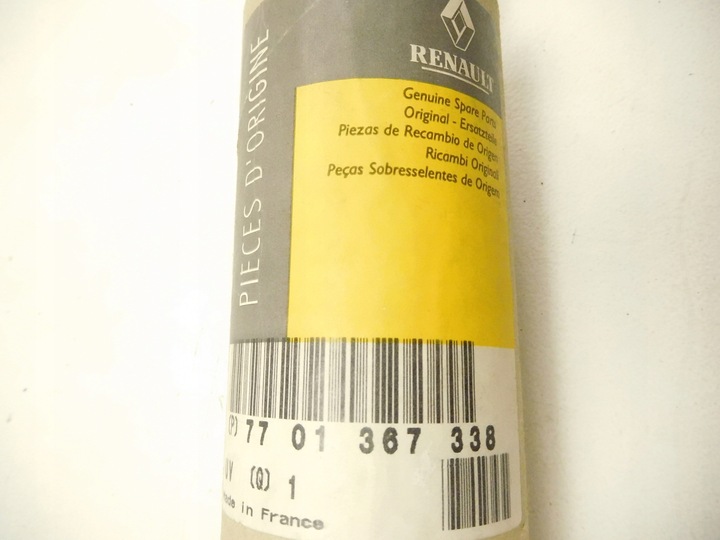 PIECES D'ORIGINE
RENAULT
Genuine Spare Parts
Original - Ersatzteile
Piezas de Recambio de Origen
Ricambi Originali
Peças Sobresselentes de Origem
(P) 77 01 367 338
(Q) 1
in France